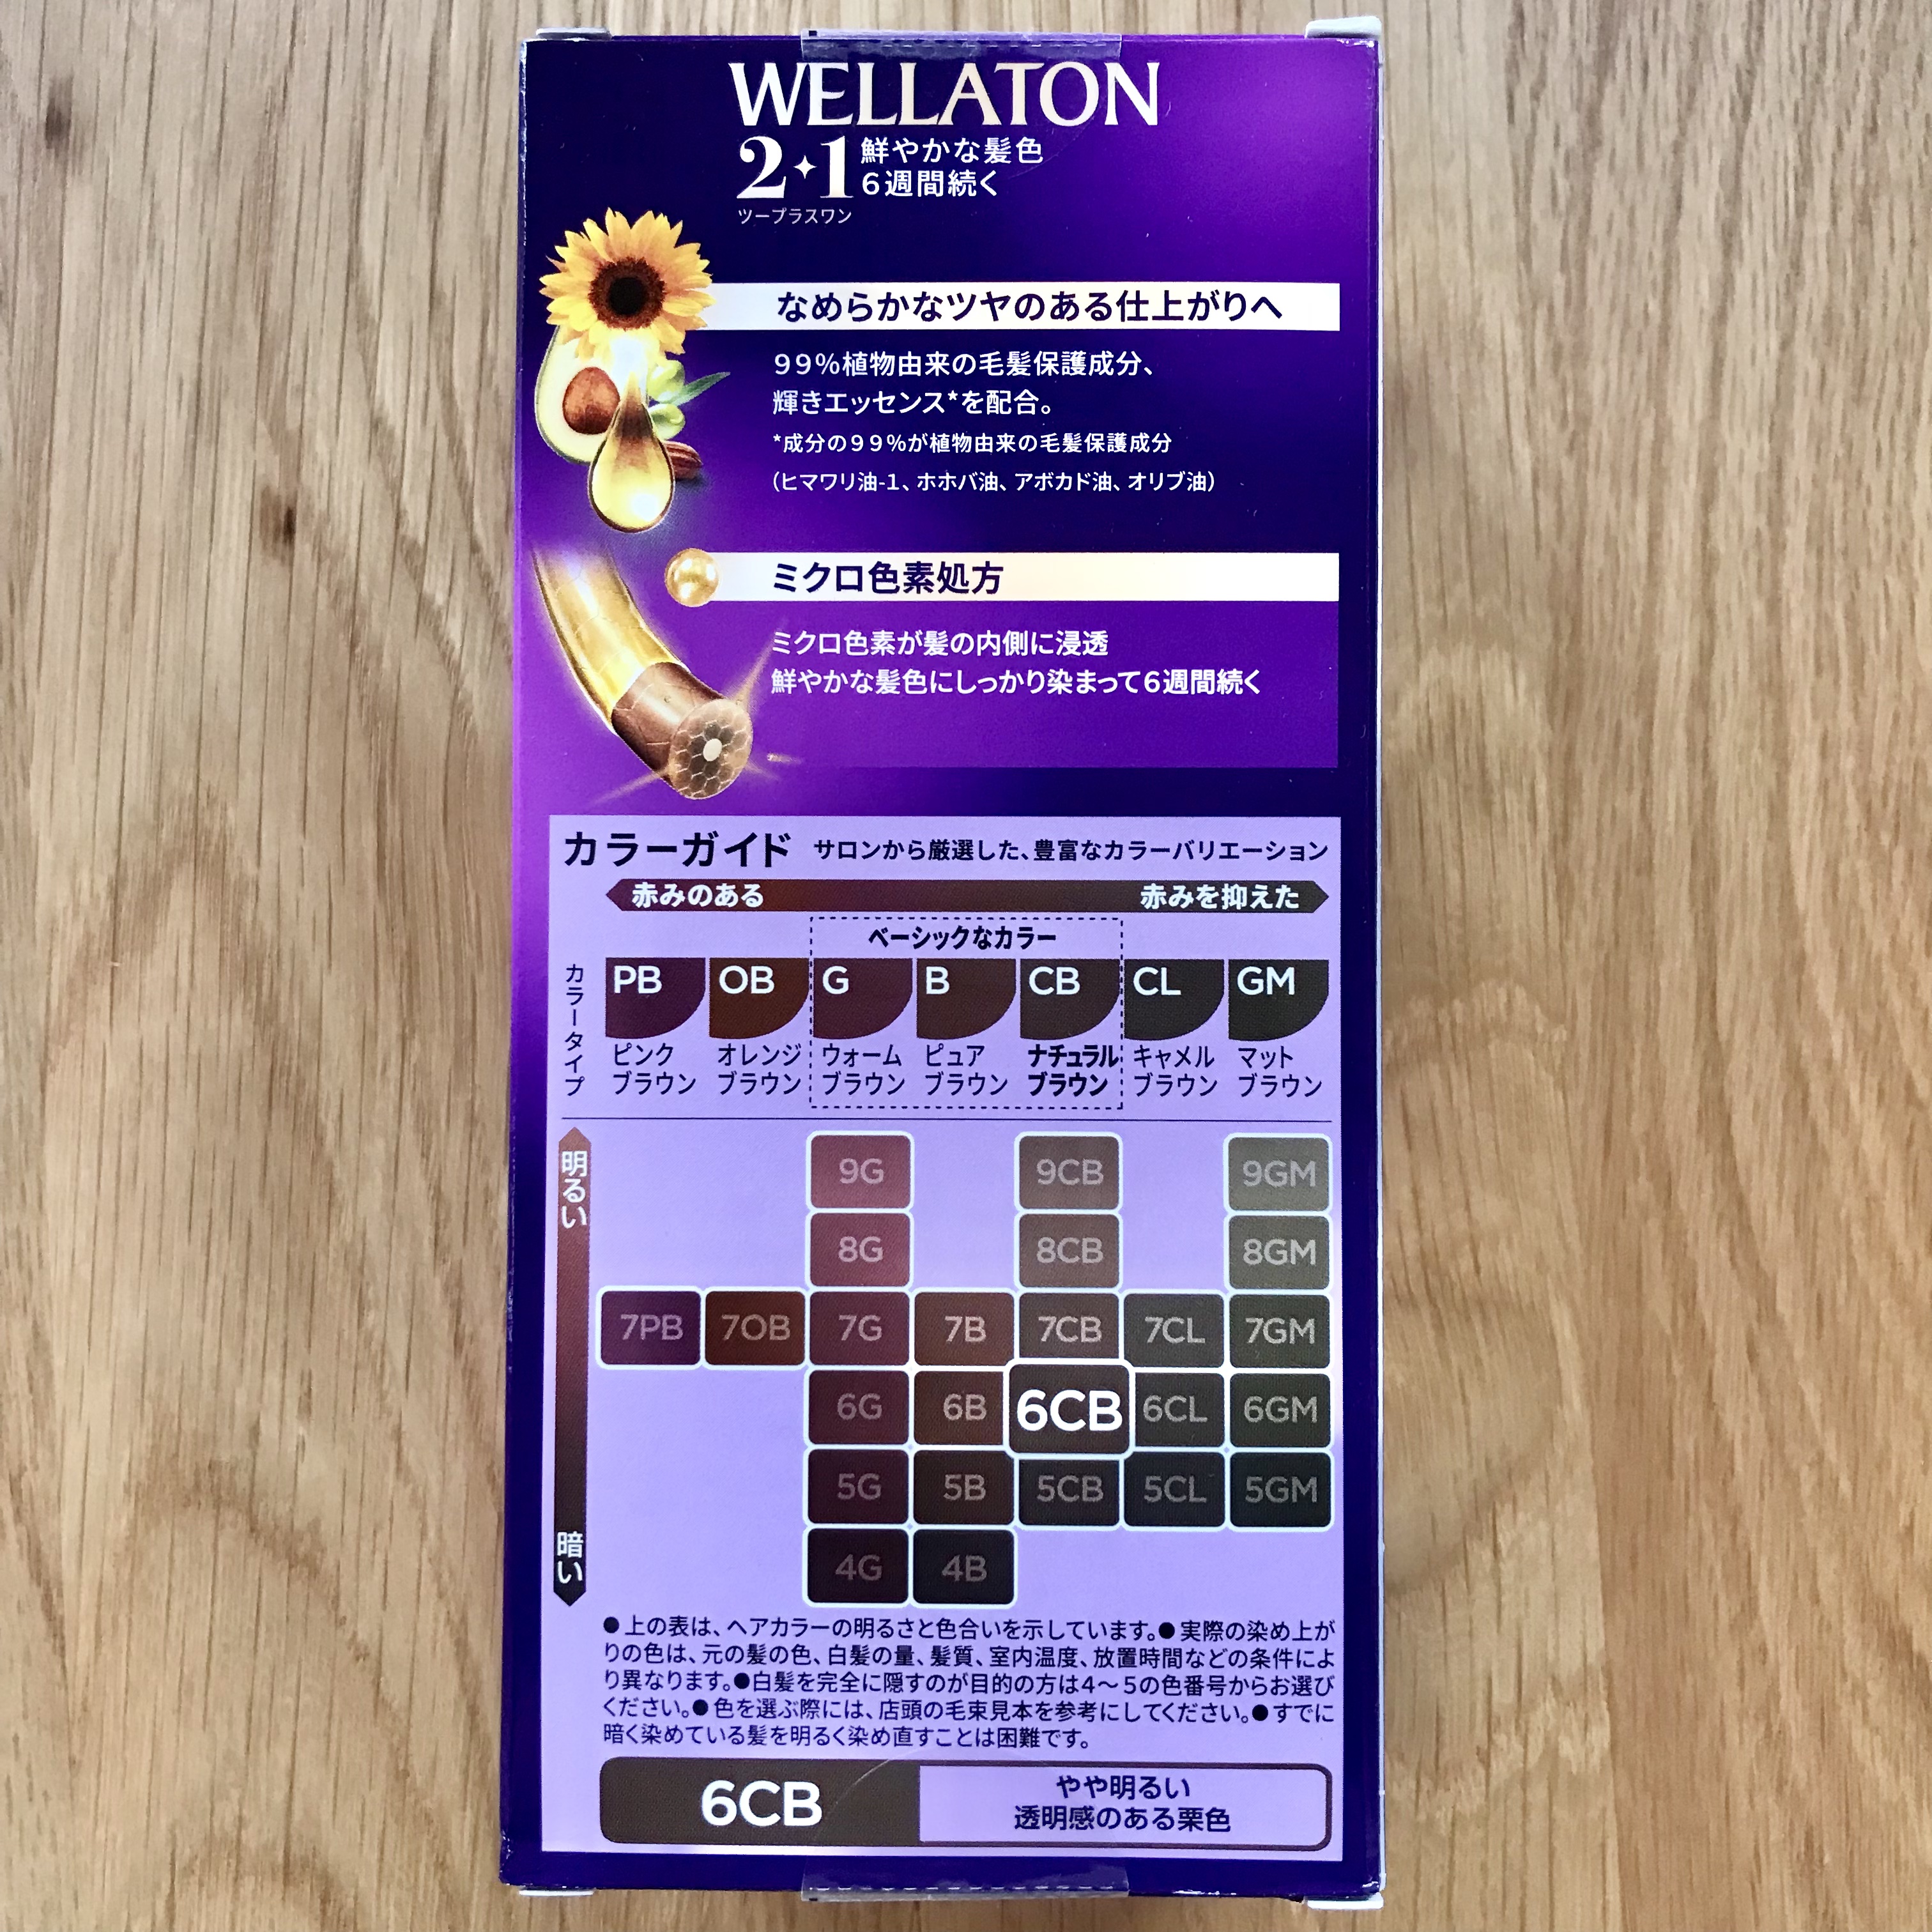 WELLATON
2+1
鮮やかな髪色
6週間続く
ツープラスワン
なめらかなツヤのある仕上がりへ
99%植物由来の毛髪保護成分、
輝きエッセンス*を配合。
*成分の99%が植物由来の毛髪保護成分
(ヒマワリ油-1、ホホバ油、アボカド油、オリブ油)
ミクロ色素処方
ミクロ色素が髪の内側に浸透
鮮やかな髪色にしっかり染まって6週間続く
カラーガイド サロンから厳選した、豊富なカラーバリエーション
赤みのある 赤みを抑えた
ベーシックなカラー
カラータイプ
PB OB G B CB CL GM
ピンク オレンジ ウォーム ピュア ナチュラル キャメル マット
ブラウン ブラウン ブラウン ブラウン ブラウン ブラウン ブラウン
明るい
9G 9CB 9GM
8G 8CB 8GM
7PB 7OB 7G 7B 7CB 7CL 7GM
6G 6B 6CB 6CL 6GM
5G 5B 5CB 5CL 5GM
暗い
4G 4B
●上の表は、ヘアカラーの明るさと色合いを示しています。●実際の染め上が
りの色は、元の髪の色、白髪の量、髪質、室内温度、放置時間などの条件によ
り異なります。●白髪を完全に隠すのが目的の方は4〜5の色番号からお選び
ください。●色を選ぶ際には、店頭の毛束見本を参考にしてください。●すでに
暗く染めている髪を明るく染め直すことは困難です。
6CB
やや明るい
透明感のある栗色